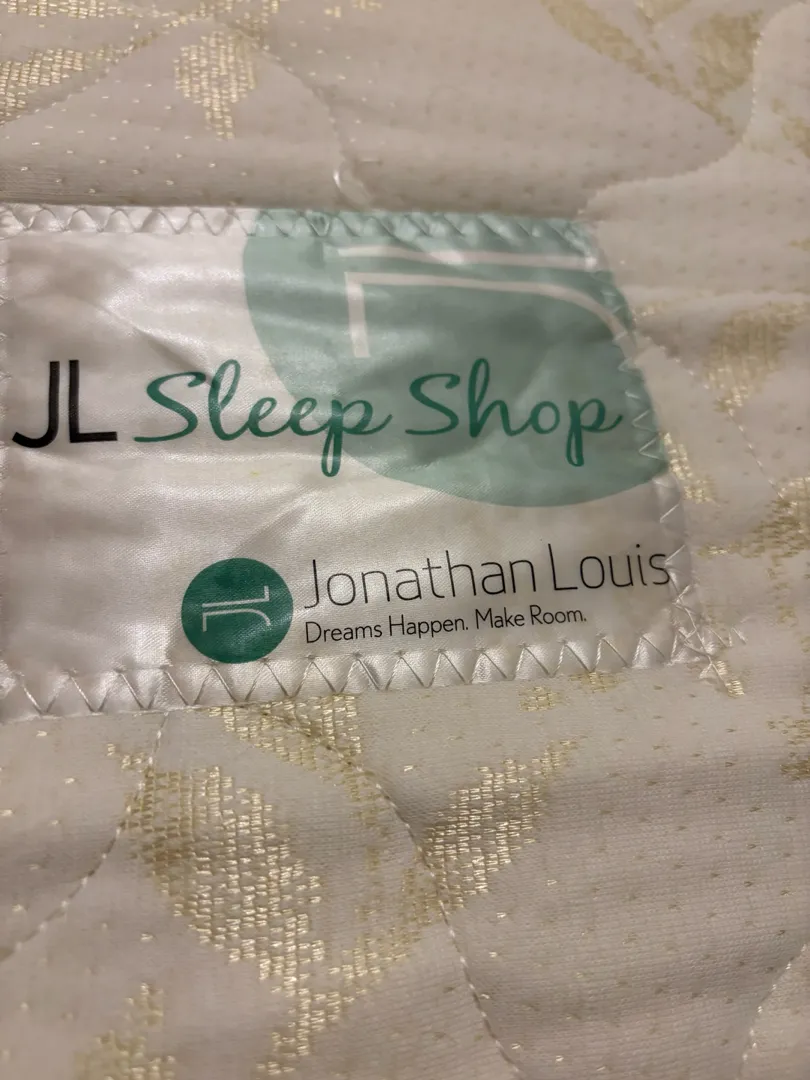 JL Sleep Shop
Jonathan Louis
Dreams Happen. Make Room.